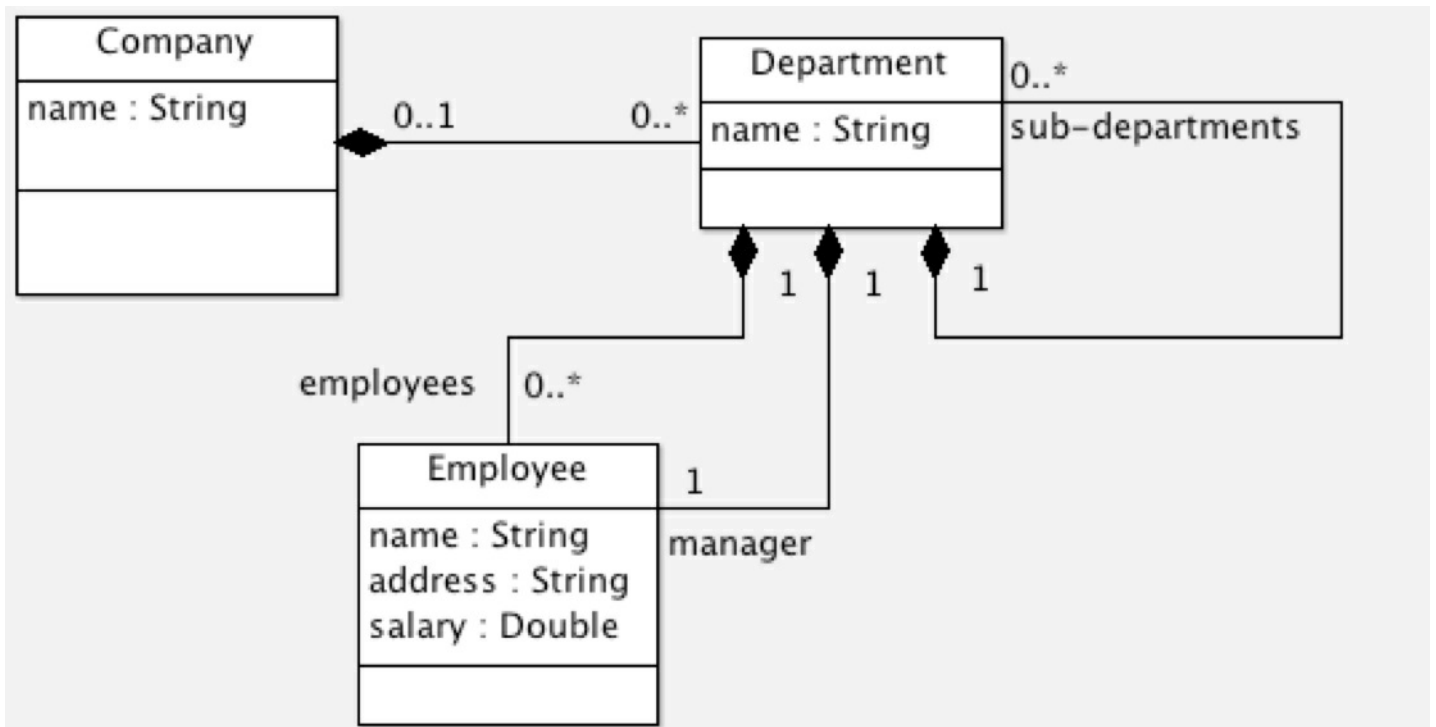 Company
name : String
0..1
0..*
Department
name : String
0..*
sub-departments
1
1
1
employees
0..*
Employee
name : String
address : String
salary : Double
1
manager